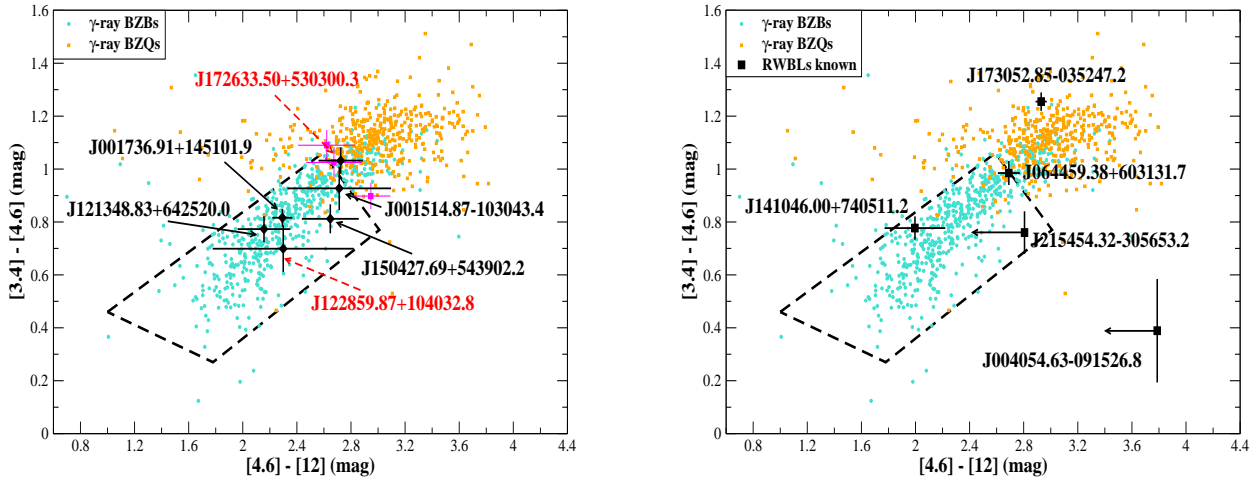 γ-ray BZBs
γ-ray BZQs
J172633.50+530300.3
J001736.91+145101.9
J121348.83+642520.0
J001514.87-103043.4
J150427.69+543902.2
J122859.87+104032.8
[3.4] - [4.6] (mag)
1.6
1.4
1.2
1
0.8
0.6
0.4
0.2
0
0.8 1.2 1.6 2 2.4 2.8 3.2 3.6 4 4.4
[4.6] - [12] (mag)
γ-ray BZBs
γ-ray BZQs
RWBLs known
J173052.85-035247.2
J064459.38+603131.7
J141046.00+740511.2
J215454.32-305653.2
J004054.63-091526.8
[3.4] - [4.6] (mag)
1.6
1.4
1.2
1
0.8
0.6
0.4
0.2
0
0.8 1.2 1.6 2 2.4 2.8 3.2 3.6 4 4.4
[4.6] - [12] (mag)